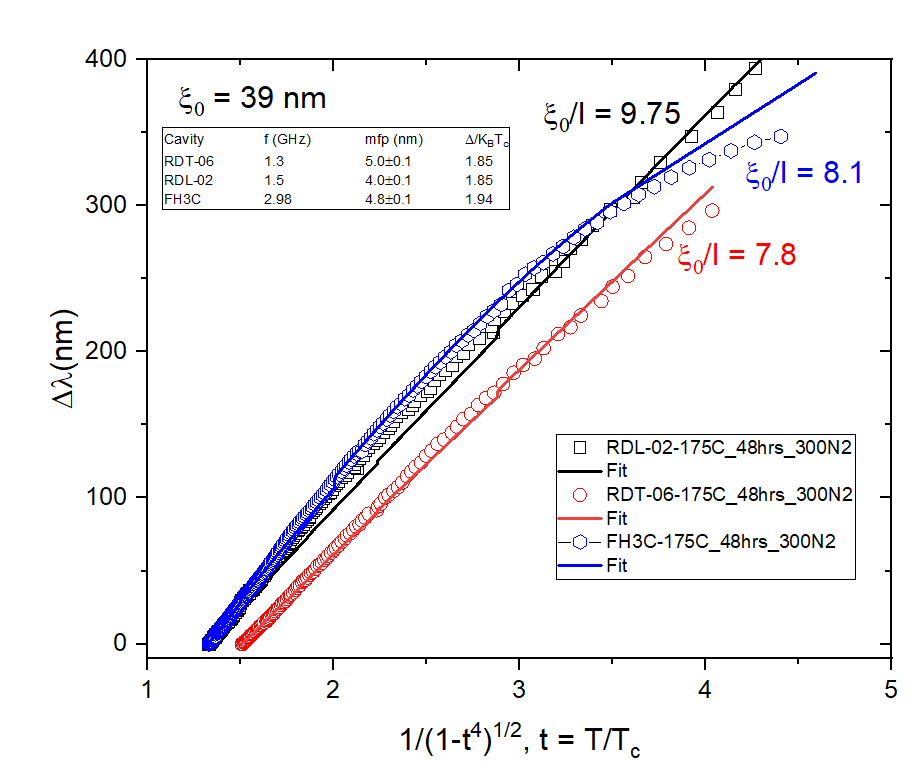 400
300
200
100
0
Δλ(nm)
ξ0 = 39 nm
Cavity f (GHz) mfp (nm) Δ/KBTc
RDT-06 1.3 5.0±0.1 1.85
RDL-02 1.5 4.0±0.1 1.85
FH3C 2.98 4.8±0.1 1.94
ξ0/l = 9.75
ξ0/l = 8.1
ξ0/l = 7.8
RDL-02-175C_48hrs_300N2
Fit
RDT-06-175C_48hrs_300N2
Fit
FH3C-175C_48hrs_300N2
Fit
1 2 3 4 5
1/(1-t⁴)¹/², t = T/Tc